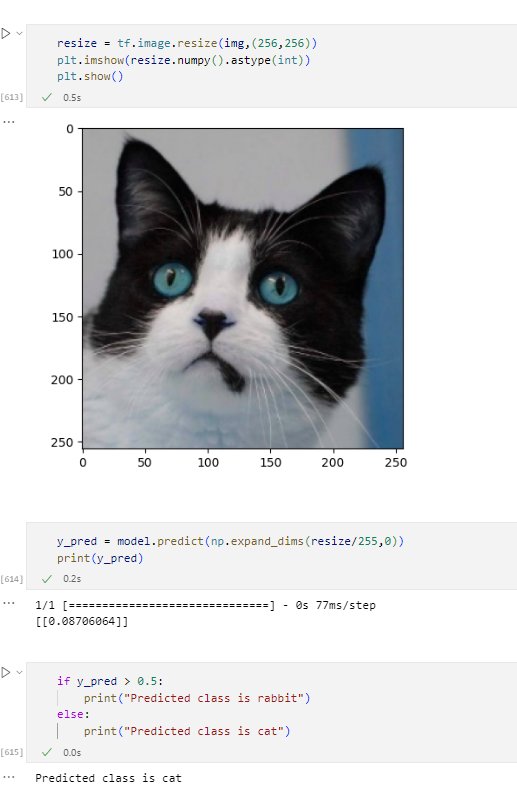 resize = tf.image.resize(img,(256,256))
plt.imshow(resize.numpy().astype(int))
plt.show()
[613] 0.5s
...
0
50
100
150
200
250
0 50 100 150 200 250
y_pred = model.predict(np.expand_dims(resize/255,0))
print(y_pred)
[614] 0.2s
... 1/1 [==============================] - 0s 77ms/step
[[0.08706064]]
if y_pred > 0.5:
    print("Predicted class is rabbit")
else:
    print("Predicted class is cat")
[615] 0.0s
... Predicted class is cat